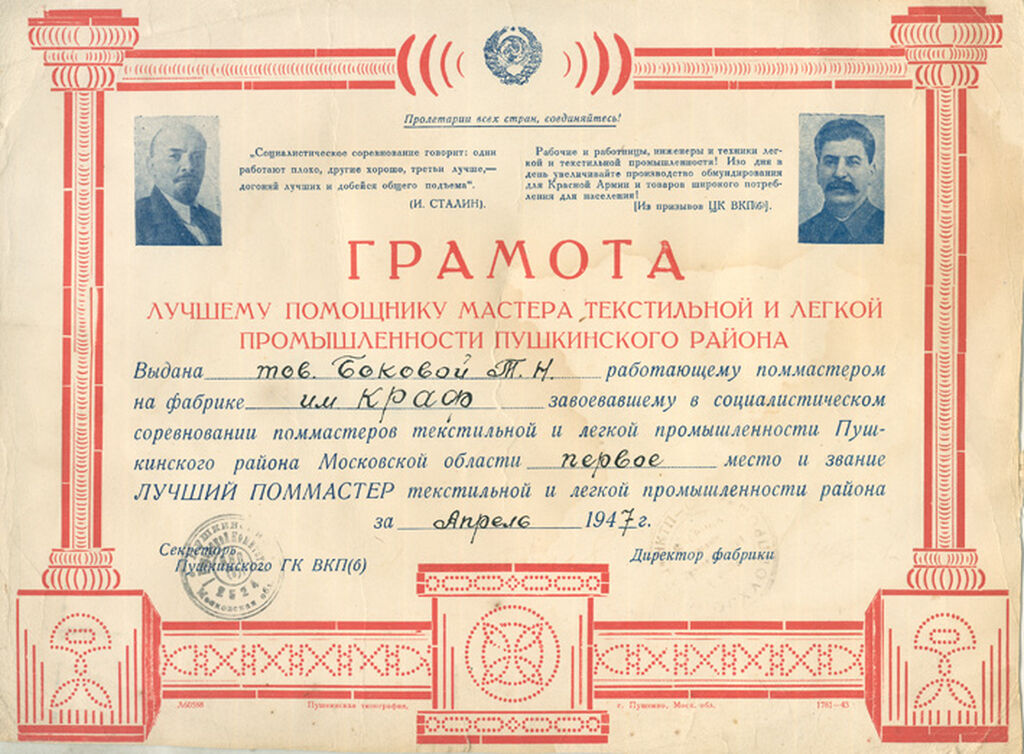 Пролетарии всех стран, соединяйтесь!
„Социалистическое соревнование говорит: одни
работают плохо, другие хорошо, третьи лучше,—
догоняй лучших и добейся общего подъема".
(И. СТАЛИН).
Рабочие и работницы, инженеры и техники лег-
кой и текстильной промышленности! Изо дня в
день увеличивайте производство обмундирования
для Красной Армии и товаров широкого потреб-
ления для населения!
(Из призывов ЦК ВКП(б).
ГРАМОТА
ЛУЧШЕМУ ПОМОЩНИКУ МАСТЕРА ТЕКСТИЛЬНОЙ И ЛЕГКОЙ
ПРОМЫШЛЕННОСТИ ПУШКИНСКОГО РАЙОНА
Выдана тов. Боковой Т. Н. работающему поммастером
на фабрике им КРАФ завоевавшему в социалистическом
соревновании поммастеров текстильной и легкой промышленности Пуш-
кинского района Московской области первое место и звание
ЛУЧШИЙ ПОММАСТЕР текстильной и легкой промышленности района
за Апрель 1947 г.
Секретарь
Пушкинского ГК ВКП(б)
Директор фабрики
Московская обл.
Л60588 Пушкинская типография, г. Пушкино, Моск. обл. 1781—43